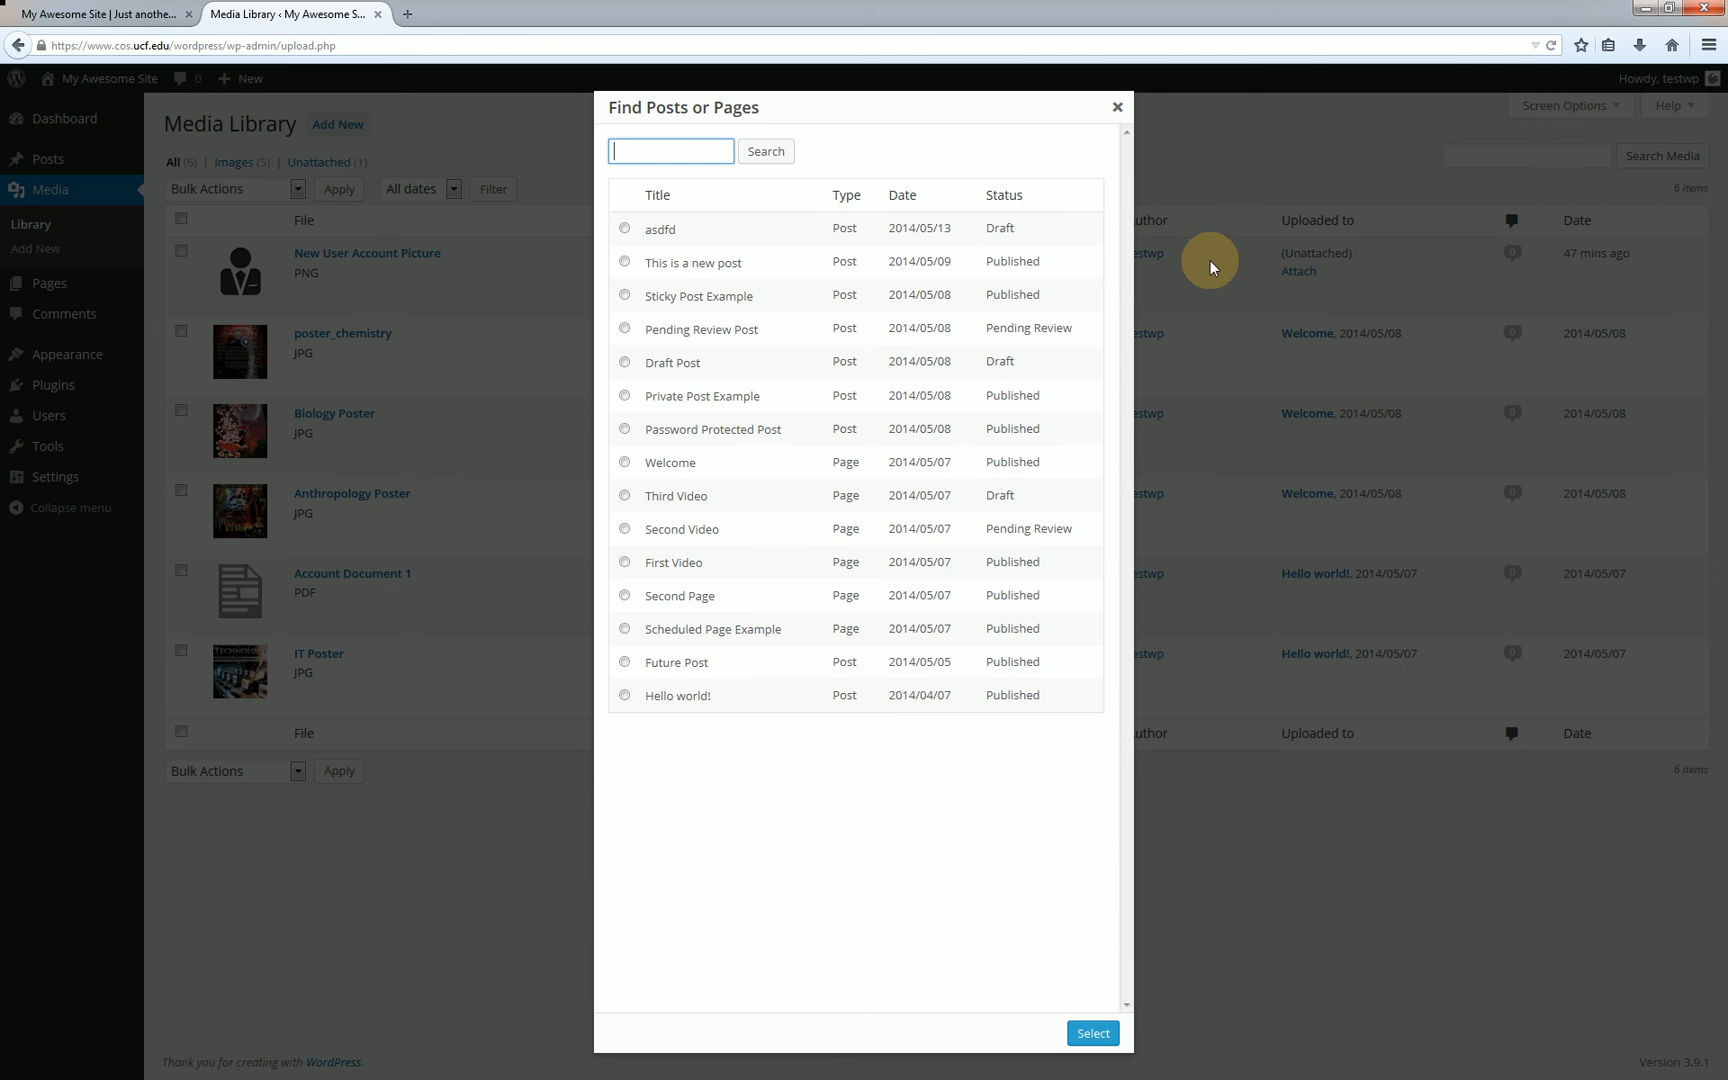 My Awesome Site | Just anothe...
Media Library ‹ My Awesome S...
https://www.cos.ucf.edu/wordpress/wp-admin/upload.php
My Awesome Site 0 New Howdy, testwp
Dashboard
Posts
Media
Library
Add New
Pages
Comments
Appearance
Plugins
Users
Tools
Settings
Collapse menu
Media Library Add New
Screen Options Help
All (6) | Images (5) | Unattached (1)
Search Media
Bulk Actions Apply All dates Filter
6 items
File Uploaded to Date
New User Account Picture (Unattached) 0 47 mins ago
PNG Attach
poster_chemistry Welcome, 2014/05/08 0 2014/05/08
JPG
Biology Poster Welcome, 2014/05/08 0 2014/05/08
JPG
Anthropology Poster Welcome, 2014/05/08 0 2014/05/08
JPG
Account Document 1 Hello world!, 2014/05/07 0 2014/05/07
PDF
TECHNOLOGY
IT Poster Hello world!, 2014/05/07 0 2014/05/07
JPG
File Uploaded to Date
Bulk Actions Apply
6 items
Find Posts or Pages
Search
Title Type Date Status
asdfd Post 2014/05/13 Draft
This is a new post Post 2014/05/09 Published
Sticky Post Example Post 2014/05/08 Published
Pending Review Post Post 2014/05/08 Pending Review
Draft Post Post 2014/05/08 Draft
Private Post Example Post 2014/05/08 Published
Password Protected Post Post 2014/05/08 Published
Welcome Page 2014/05/07 Published
Third Video Page 2014/05/07 Draft
Second Video Page 2014/05/07 Pending Review
First Video Page 2014/05/07 Published
Second Page Page 2014/05/07 Published
Scheduled Page Example Page 2014/05/07 Published
Future Post Post 2014/05/05 Published
Hello world! Post 2014/04/07 Published
Select
Thank you for creating with WordPress.
Version 3.9.1